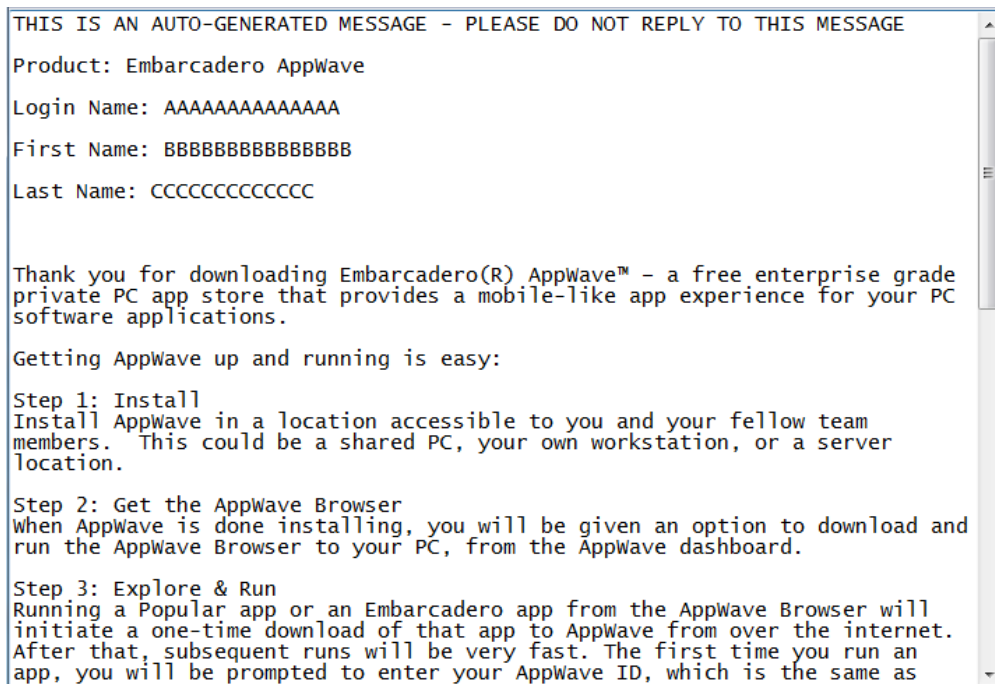 THIS IS AN AUTO-GENERATED MESSAGE - PLEASE DO NOT REPLY TO THIS MESSAGE
Product: Embarcadero AppWave
Login Name: AAAAAAAAAAAAAA
First Name: BBBBBBBBBBBBBBB
Last Name: CCCCCCCCCCCCC
Thank you for downloading Embarcadero(R) AppWave™ – a free enterprise grade
private PC app store that provides a mobile-like app experience for your PC
software applications.
Getting AppWave up and running is easy:
Step 1: Install
Install AppWave in a location accessible to you and your fellow team
members.  This could be a shared PC, your own workstation, or a server
location.
Step 2: Get the AppWave Browser
When AppWave is done installing, you will be given an option to download and
run the AppWave Browser to your PC, from the AppWave dashboard.
Step 3: Explore & Run
Running a Popular app or an Embarcadero app from the AppWave Browser will
initiate a one-time download of that app to AppWave from over the internet.
After that, subsequent runs will be very fast. The first time you run an
app, you will be prompted to enter your AppWave ID, which is the same as